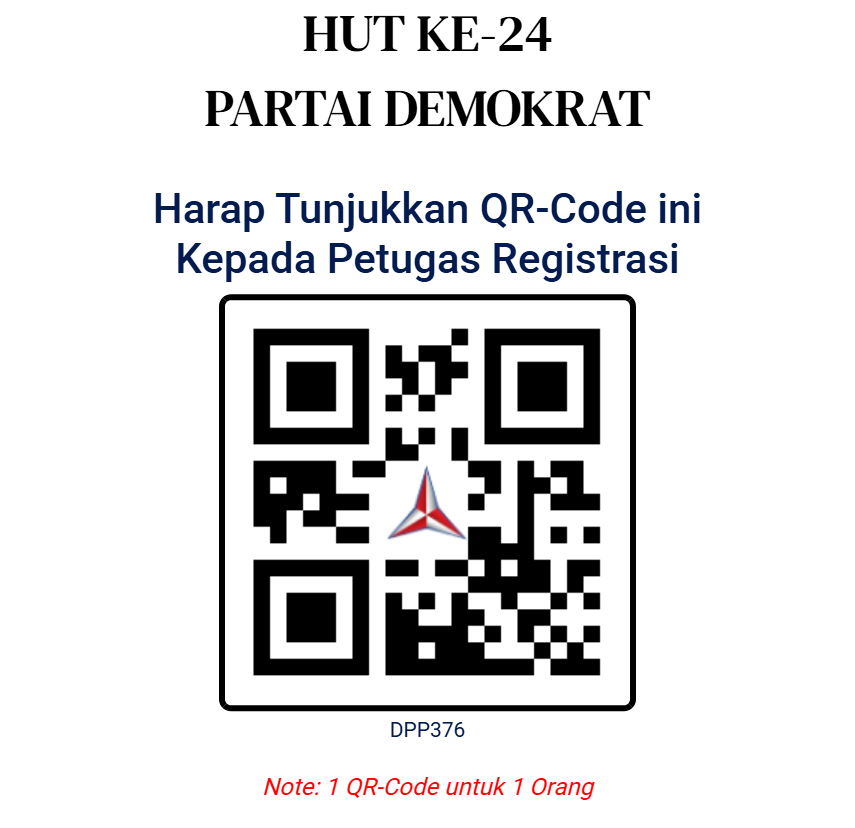 HUT KE-24
PARTAI DEMOKRAT
Harap Tunjukkan QR-Code ini
Kepada Petugas Registrasi
DPP376
Note: 1 QR-Code untuk 1 Orang